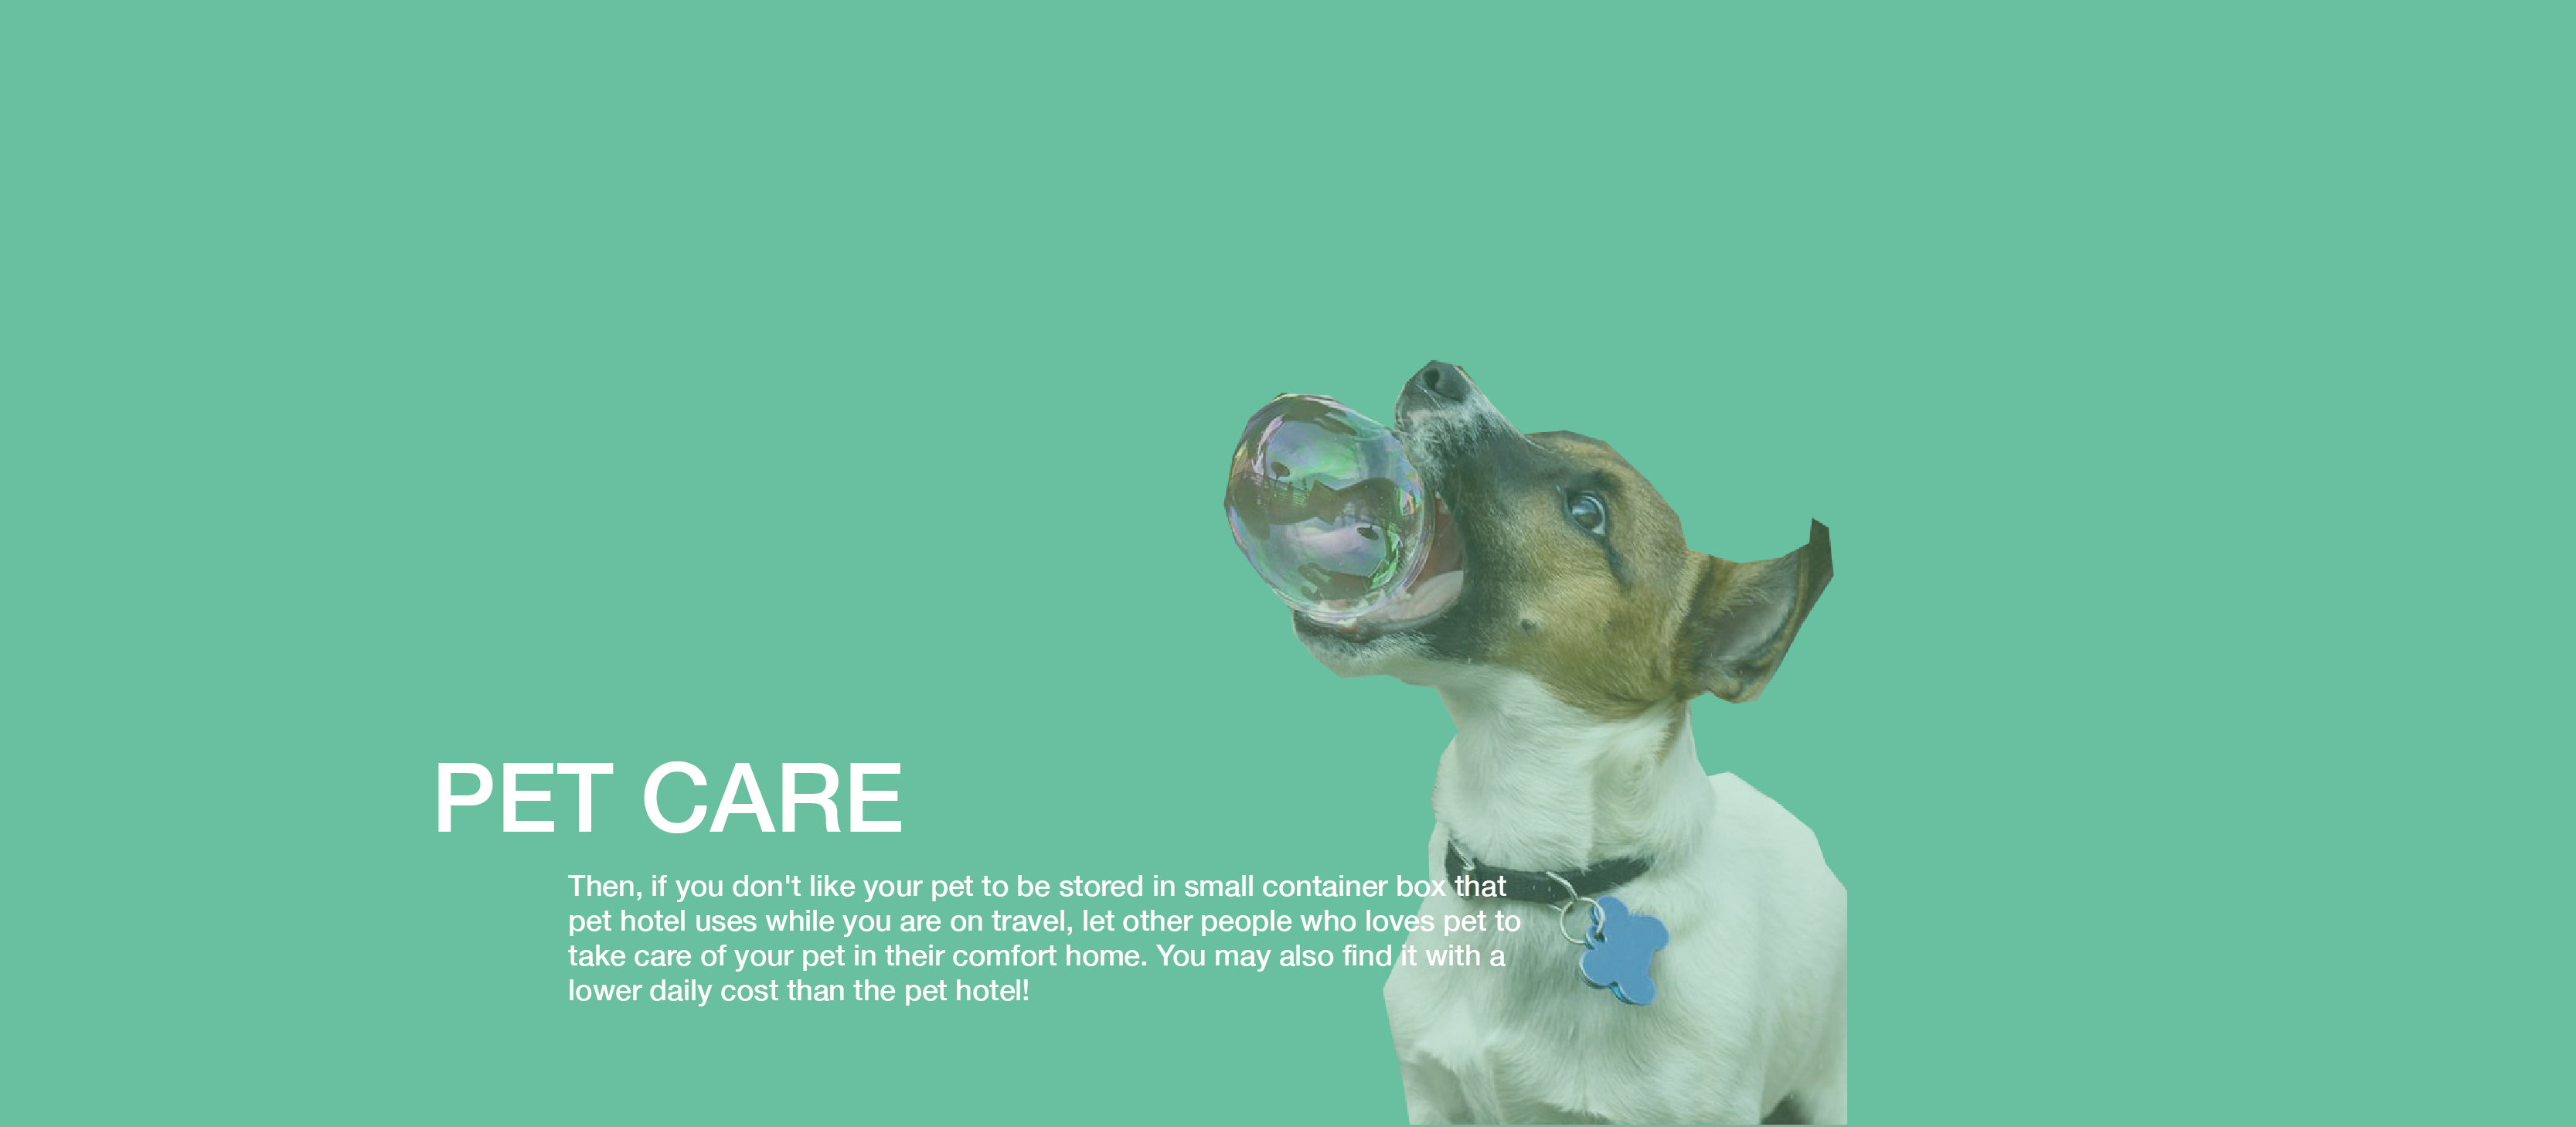 PET CARE
Then, if you don't like your pet to be stored in small container box that
pet hotel uses while you are on travel, let other people who loves pet to
take care of your pet in their comfort home. You may also find it with a
lower daily cost than the pet hotel!